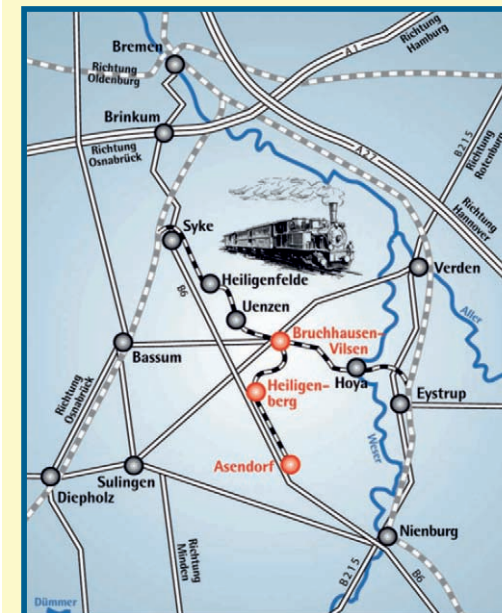 Bremen
Richtung
Oldenburg
A1
Richtung
Hamburg
Brinkum
Richtung
Osnabrück
A27
B215
Richtung
Rotenburg
Richtung
Hannover
Syke
B6
Heiligenfelde
Uenzen
Verden
Aller
Bruchhausen-
Vilsen
Bassum
Richtung
Osnabrück
Heiligen-
berg
Hoya
Eystrup
Weser
Asendorf
Diepholz
Sulingen
Richtung
Minden
Nienburg
B215
B6
Dümmer